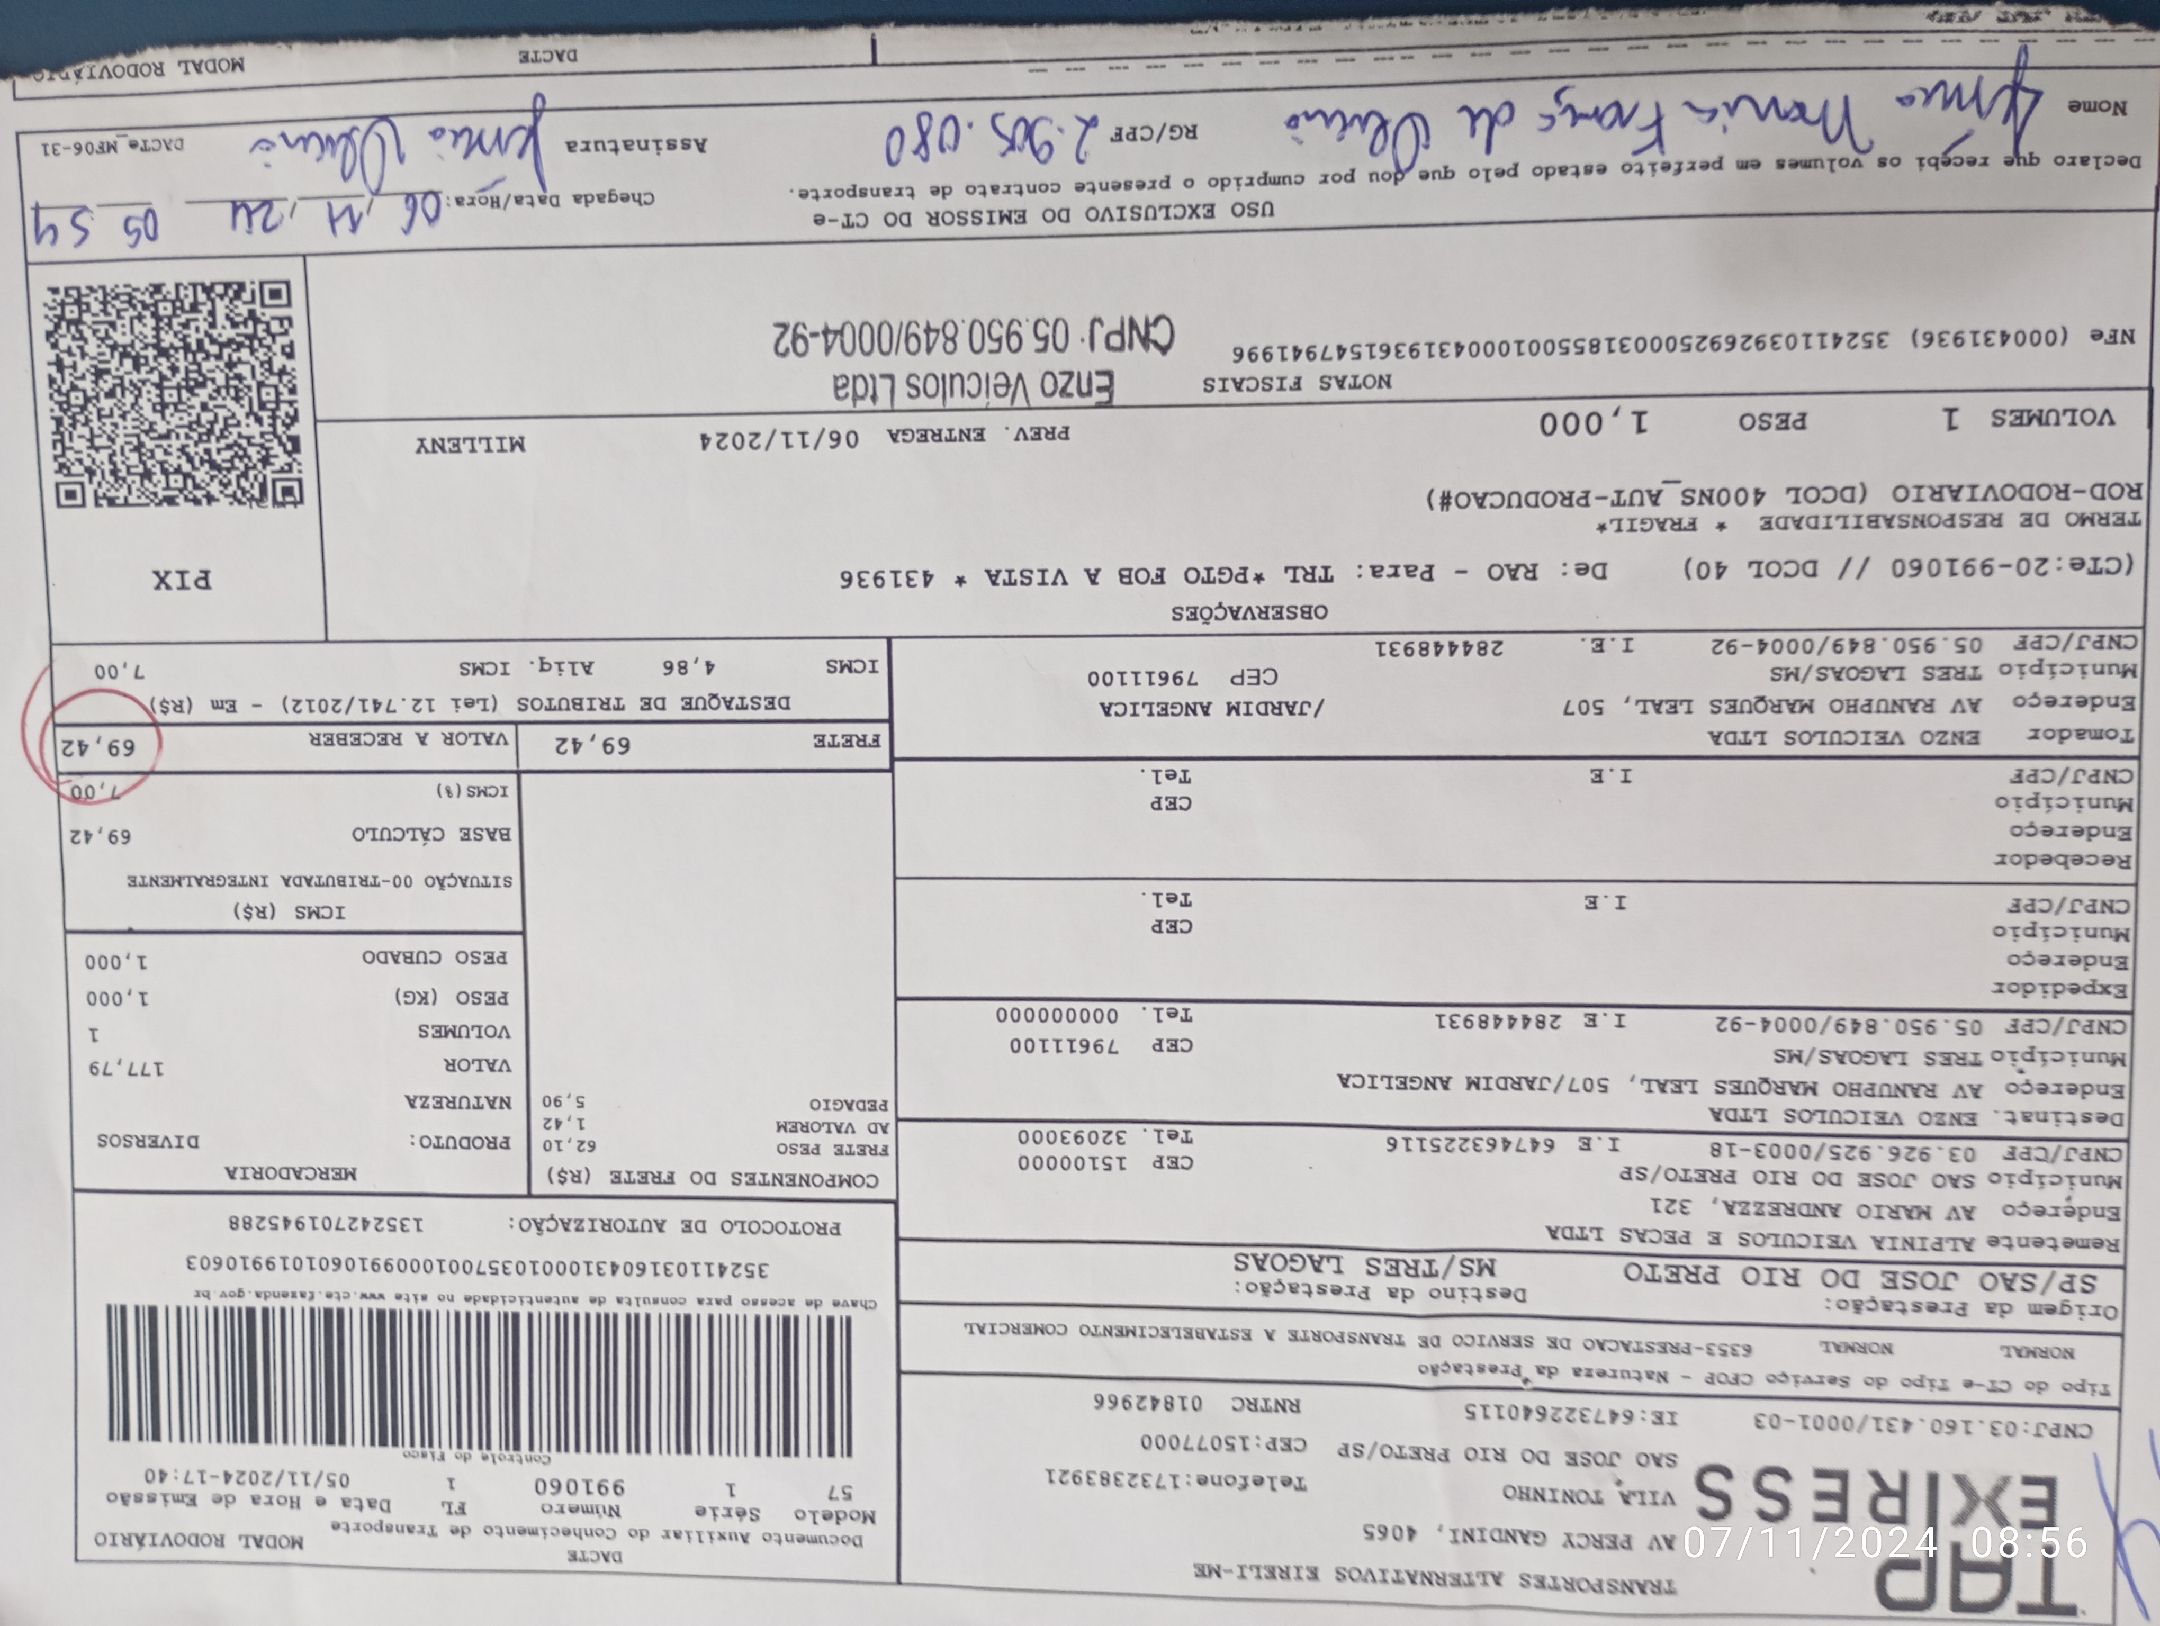 TAP
EXIRESS
TRANSPORTES ALTERNATIVOS EIRELI-ME
AV PERCY GANDINI, 4065
VILA TONINHO
Telefone:1732383921
SAO JOSE DO RIO PRETO/SP CEP:15077000
CNPJ:03.160.431/0001-03 IE:647322640115 RNTRC 01842966
DACTE
Documento Auxiliar do Conhecimento de Transporte
MODAL RODOVIÁRIO
Modelo Série Número FL Data e Hora de Emissão
57 1 991060 1 05/11/2024-17:40
Controle do Fisco
Tipo do CT-e Tipo do Serviço CFOP - Natureza da Prestação
NORMAL NORMAL 6353-PRESTACAO DE SERVICO DE TRANSPORTE A ESTABELECIMENTO COMERCIAL
Origem da Prestação: Destino da Prestação:
SP/SAO JOSE DO RIO PRETO MS/TRES LAGOAS
Chave de acesso para consulta de autenticidade no site www.cte.fazenda.gov.br
35241103160431000103570010009910601019910603
PROTOCOLO DE AUTORIZAÇÃO: 135242701945288
Remetente ALPINIA VEICULOS E PECAS LTDA
Endereço AV MARIO ANDREZZA, 321
Município SAO JOSE DO RIO PRETO/SP CEP 15100000
CNPJ/CPF 03.926.925/0003-18 I.E 647463225116 Tel. 32093000
Destinat. ENZO VEICULOS LTDA
Endereço AV RANUPHO MARQUES LEAL, 507/JARDIM ANGELICA
Município TRES LAGOAS/MS CEP 79611100
CNPJ/CPF 05.950.849/0004-92 I.E 284448931 Tel. 000000000
Expedidor
Endereço
Município CEP
CNPJ/CPF I.E Tel.
Recebedor
Endereço
Município CEP
CNPJ/CPF I.E Tel.
Tomador ENZO VEICULOS LTDA
Endereço AV RANUPHO MARQUES LEAL, 507 /JARDIM ANGELICA
Município TRES LAGOAS/MS CEP 79611100
CNPJ/CPF 05.950.849/0004-92 I.E. 284448931
COMPONENTES DO FRETE (R$)
FRETE PESO 62,10
AD VALOREM 1,42
PEDAGIO 5,90
MERCADORIA
PRODUTO: DIVERSOS
NATUREZA
VALOR 177,79
VOLUMES 1
PESO (KG) 1,000
PESO CUBADO 1,000
ICMS (R$)
SITUAÇÃO 00-TRIBUTADA INTEGRALMENTE
BASE CÁLCULO 69,42
ICMS(%) 7,00
FRETE 69,42 VALOR A RECEBER 69,42
DESTAQUE DE TRIBUTOS (Lei 12.741/2012) - Em (R$)
ICMS 4,86 Aliq. ICMS 7,00
OBSERVAÇÕES
(CTe:20-991060 // DCOL 40) De: RAO - Para: TRL *PGTO FOB A VISTA * 431936
TERMO DE RESPONSABILIDADE * FRAGIL*
ROD-RODOVIARIO (DCOL 400NS_AUT-PRODUCAO#)
PIX
VOLUMES 1 PESO 1,000 PREV. ENTREGA 06/11/2024 MILLENY
NOTAS FISCAIS
Enzo Veículos Ltda
CNPJ: 05.950.849/0004-92
NFe (000431936) 35241103926925000318550010004319361547941996
USO EXCLUSIVO DO EMISSOR DO CT-e
Declaro que recebi os volumes em perfeito estado pelo que dou por cumprido o presente contrato de transporte.
Chegada Data/Hora: 06, 11, 24 05 54
Nome Maria de RG/CPF 2.905.080 Assinatura
DACTe_MF06-31
DACTE MODAL RODOVIÁRIO
07/11/2024 08:56